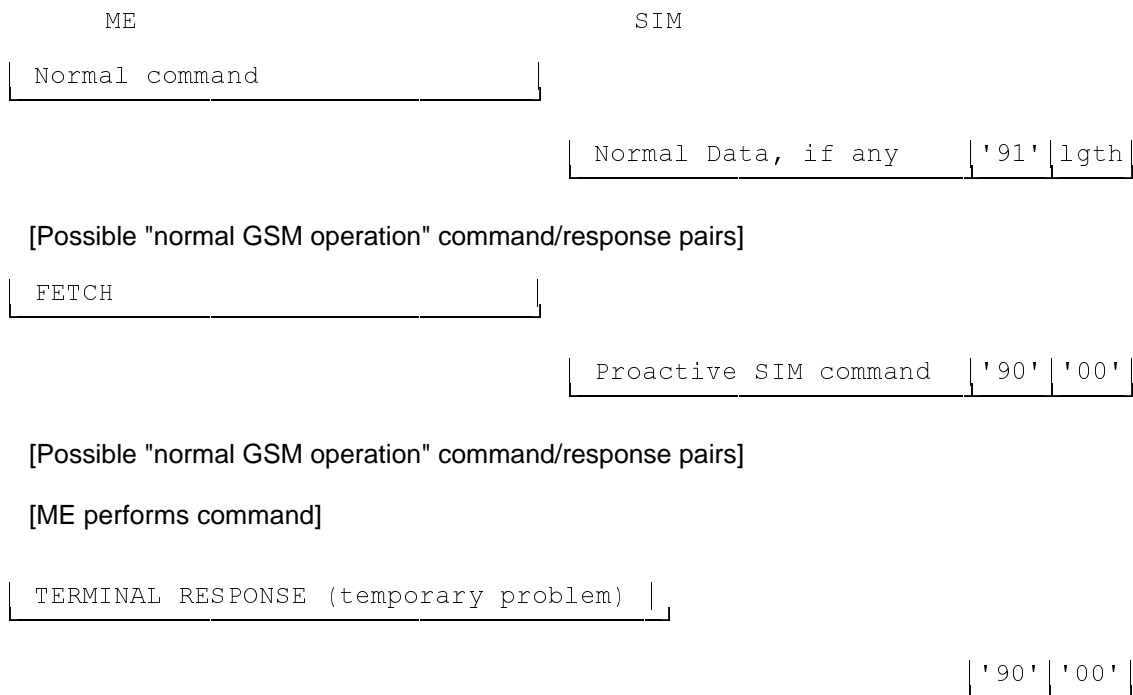 ME SIM
Normal command
Normal Data, if any '91' lgth
[Possible "normal GSM operation" command/response pairs]
FETCH
Proactive SIM command '90' '00'
[Possible "normal GSM operation" command/response pairs]
[ME performs command]
TERMINAL RESPONSE (temporary problem)
'90' '00'